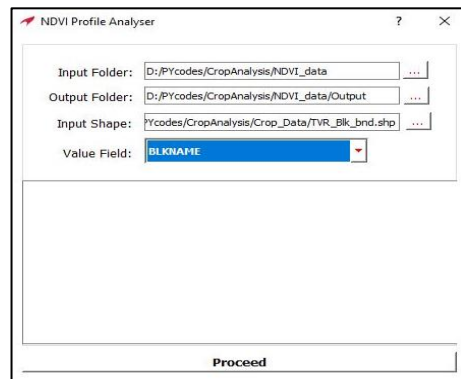 NDVI Profile Analyser ?
Input Folder: D:/PYcodes/CropAnalysis/NDVI_data ...
Output Folder: D:/PYcodes/CropAnalysis/NDVI_data/Output ...
Input Shape: PYcodes/CropAnalysis/Crop_Data/TVR_Blk_bnd.shp ...
Value Field: BLKNAME
Proceed